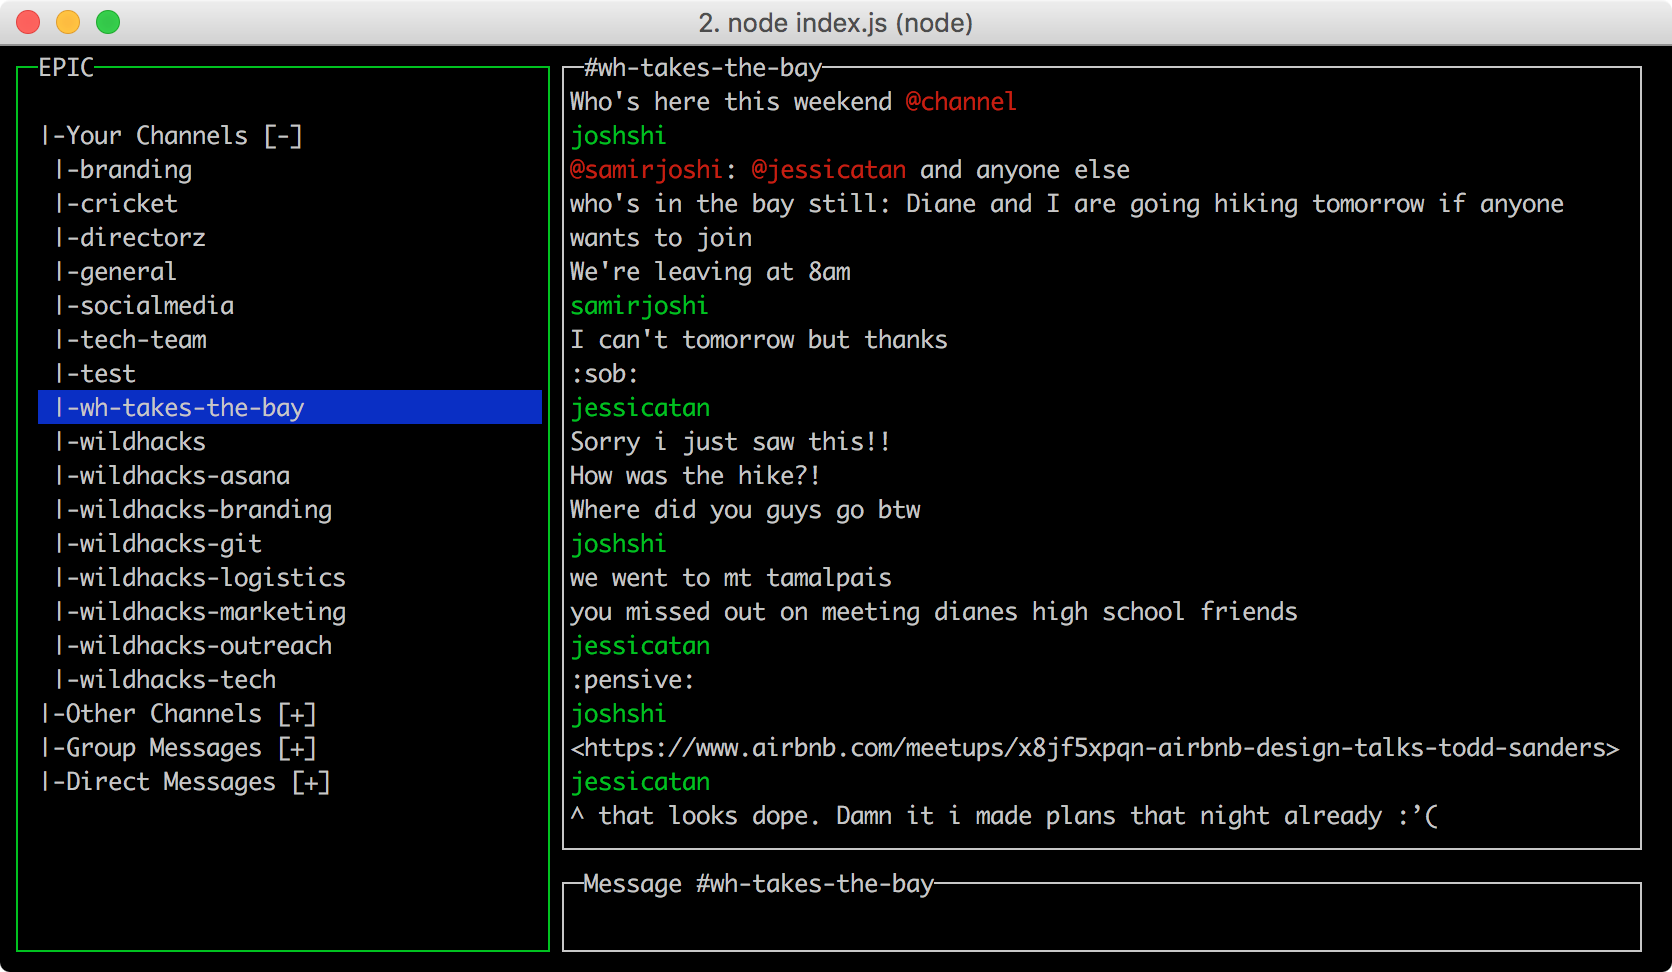 2. node index.js (node)
EPIC
|-Your Channels [-]
|-branding
|-cricket
|-directorz
|-general
|-socialmedia
|-tech-team
|-test
|-wh-takes-the-bay
|-wildhacks
|-wildhacks-asana
|-wildhacks-branding
|-wildhacks-git
|-wildhacks-logistics
|-wildhacks-marketing
|-wildhacks-outreach
|-wildhacks-tech
|-Other Channels [+]
|-Group Messages [+]
|-Direct Messages [+]
#wh-takes-the-bay
Who's here this weekend @channel
joshshi
@samirjoshi: @jessicatan and anyone else
who's in the bay still: Diane and I are going hiking tomorrow if anyone
wants to join
We're leaving at 8am
samirjoshi
I can't tomorrow but thanks
:sob:
jessicatan
Sorry i just saw this!!
How was the hike?!
Where did you guys go btw
joshshi
we went to mt tamalpais
you missed out on meeting dianes high school friends
jessicatan
:pensive:
joshshi
<https://www.airbnb.com/meetups/x8jf5xpqn-airbnb-design-talks-todd-sanders>
jessicatan
^ that looks dope. Damn it i made plans that night already :’(
Message #wh-takes-the-bay